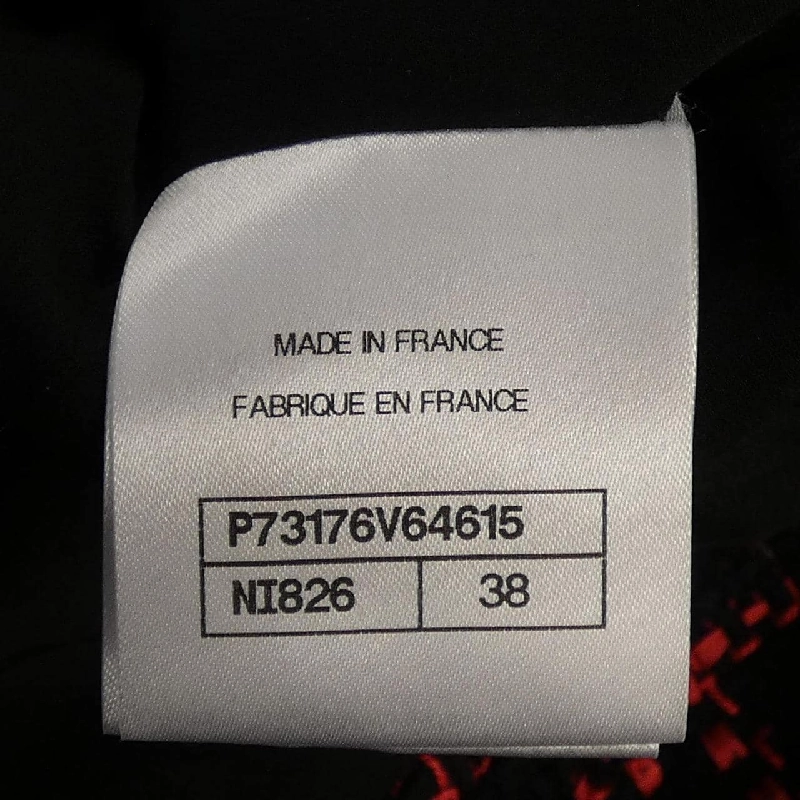 MADE IN FRANCE
FABRIQUE EN FRANCE
P73176V64615
NI826 38